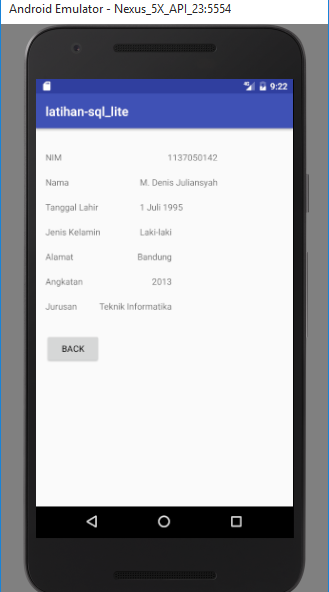 Android Emulator - Nexus_5X_API_23:5554
9:22
latihan-sql_lite
NIM 1137050142
Nama M. Denis Juliansyah
Tanggal Lahir 1 Juli 1995
Jenis Kelamin Laki-laki
Alamat Bandung
Angkatan 2013
Jurusan Teknik Informatika
BACK